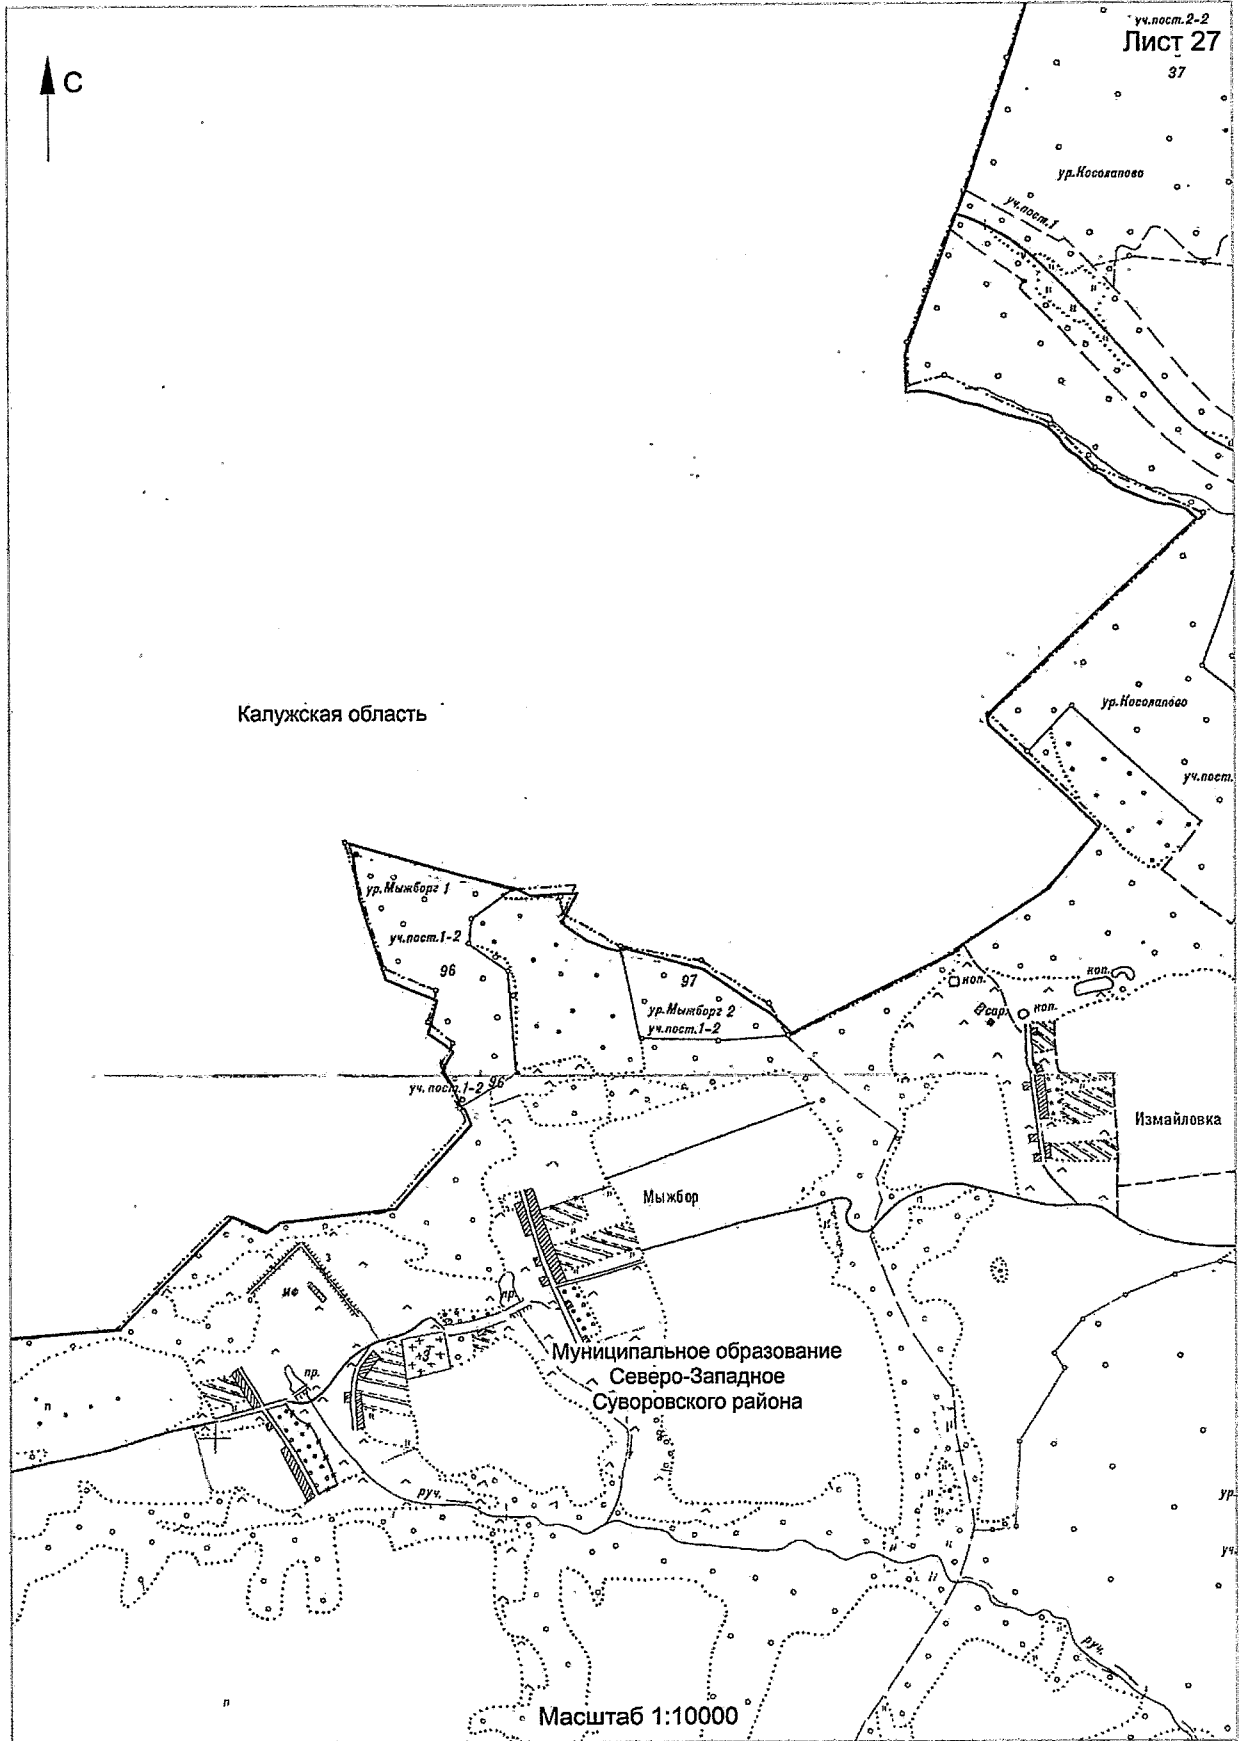 уч.пост.2-2
Лист 27
37
С
ур.Косолапово
уч.пост.1
Калужская область
ур.Косолапово
уч.пост.
ур.Мыжборг 1
уч.пост.1-2
96
97
ур.Мыжборг 2
уч.пост.1-2
коп.
коп.
сар.
коп.
уч.пост.1-2 96
Измайловка
Мыжбор
МФ
З
пр.
З
пр.
Муниципальное образование
Северо-Западное
Суворовского района
п
п
руч.
ур
уч.
руч.
п
Масштаб 1:10000